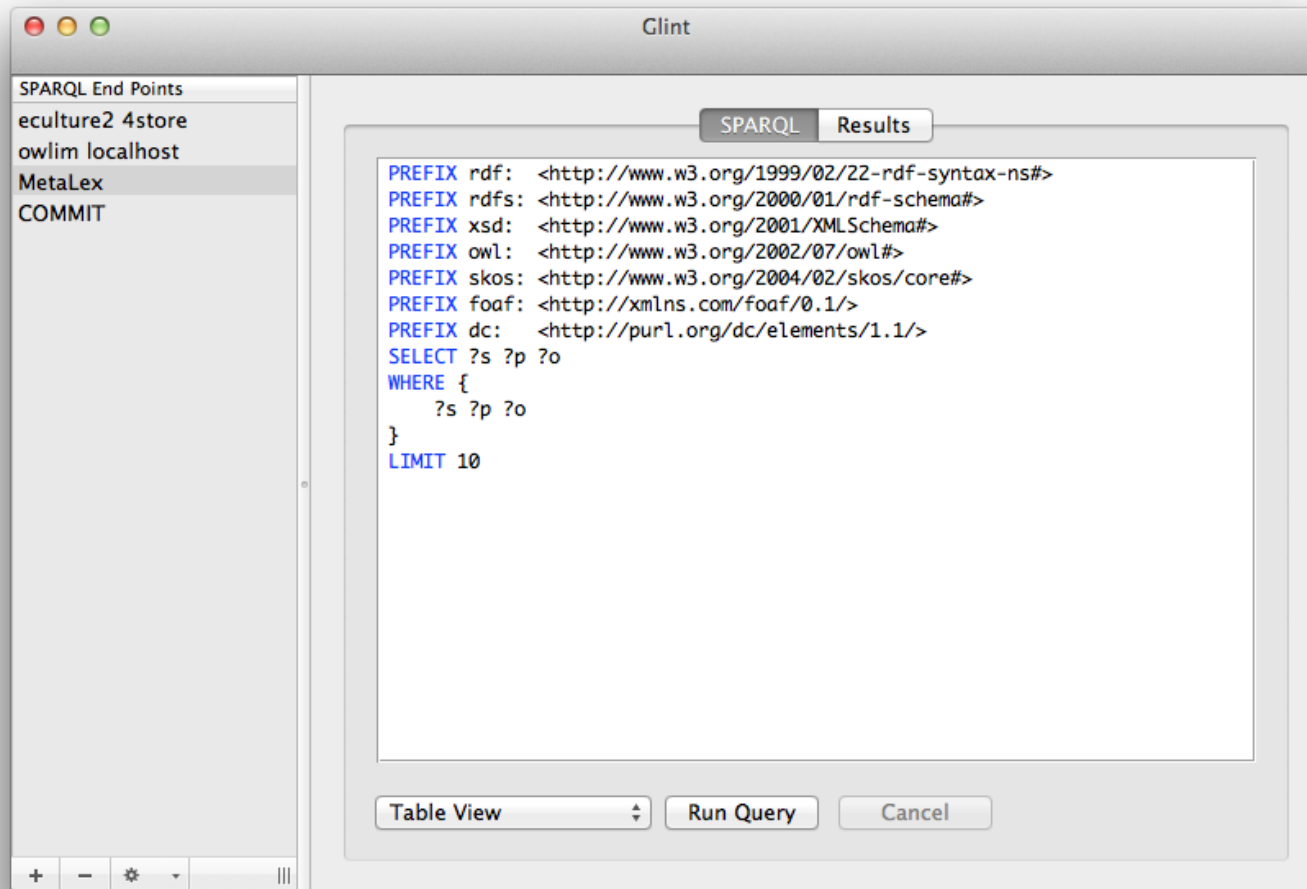 Glint
SPARQL End Points
eculture2 4store
owlim localhost
MetaLex
COMMIT
SPARQL Results
PREFIX rdf:  <http://www.w3.org/1999/02/22-rdf-syntax-ns#>
PREFIX rdfs: <http://www.w3.org/2000/01/rdf-schema#>
PREFIX xsd:  <http://www.w3.org/2001/XMLSchema#>
PREFIX owl:  <http://www.w3.org/2002/07/owl#>
PREFIX skos: <http://www.w3.org/2004/02/skos/core#>
PREFIX foaf: <http://xmlns.com/foaf/0.1/>
PREFIX dc:   <http://purl.org/dc/elements/1.1/>
SELECT ?s ?p ?o
WHERE {
    ?s ?p ?o
}
LIMIT 10
Table View Run Query Cancel